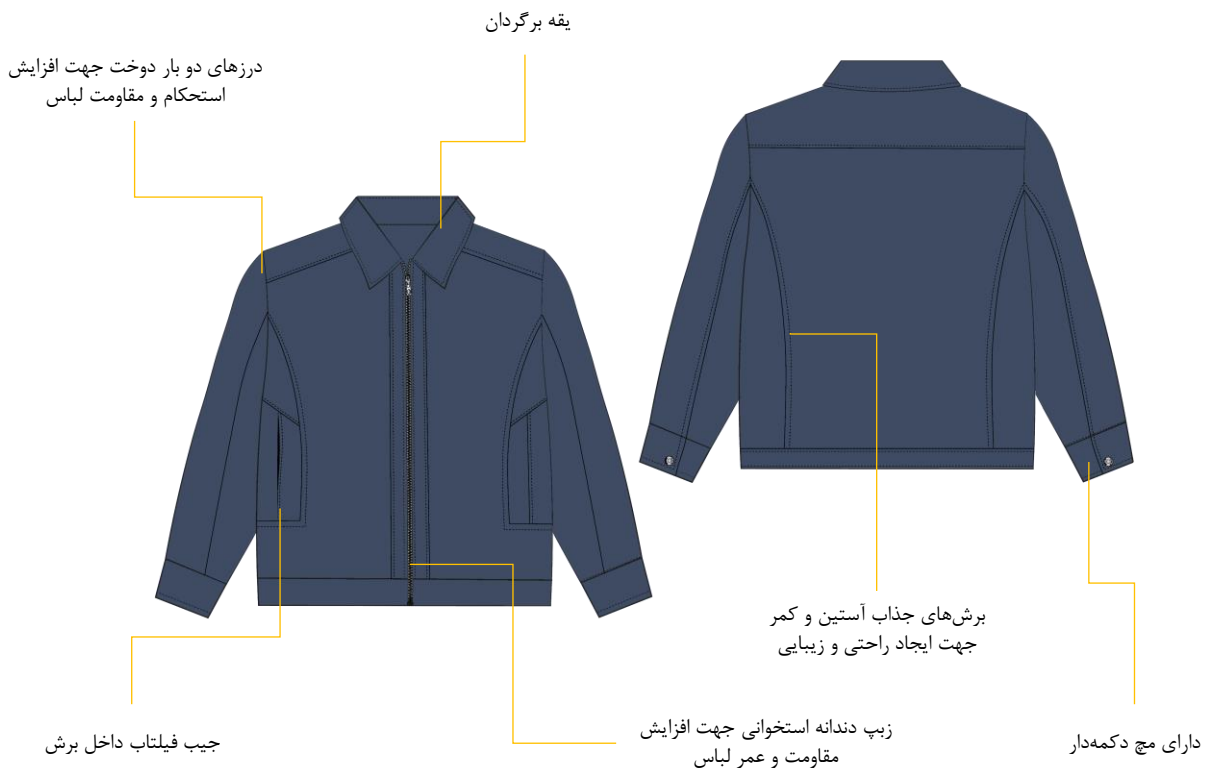 یقه برگردان
درزهای دو بار دوخت جهت افزایش
استحکام و مقاومت لباس
برش‌های جذاب آستین و کمر
جهت ایجاد راحتی و زیبایی
دارای مچ دکمه‌دار
زیپ دندانه استخوانی جهت افزایش
مقاومت و عمر لباس
جیب فیلتاب داخل برش